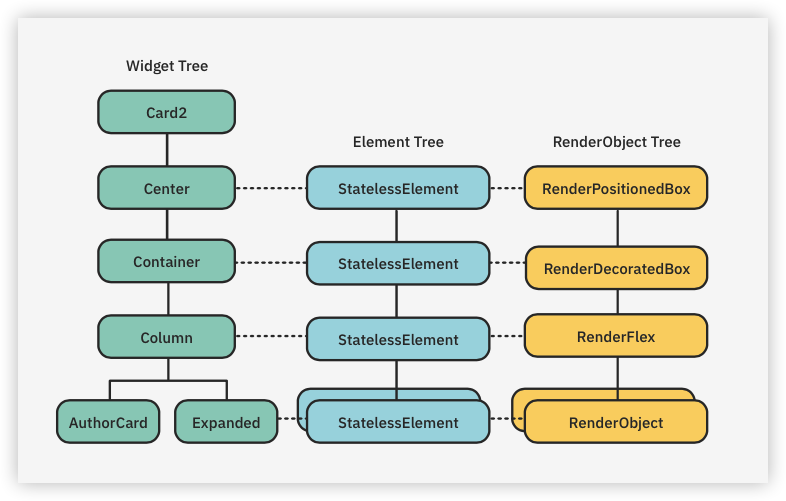 Widget Tree
Card2
Element Tree
RenderObject Tree
Center
StatelessElement
RenderPositionedBox
Container
StatelessElement
RenderDecoratedBox
Column
StatelessElement
RenderFlex
AuthorCard
Expanded
StatelessElement
RenderObject